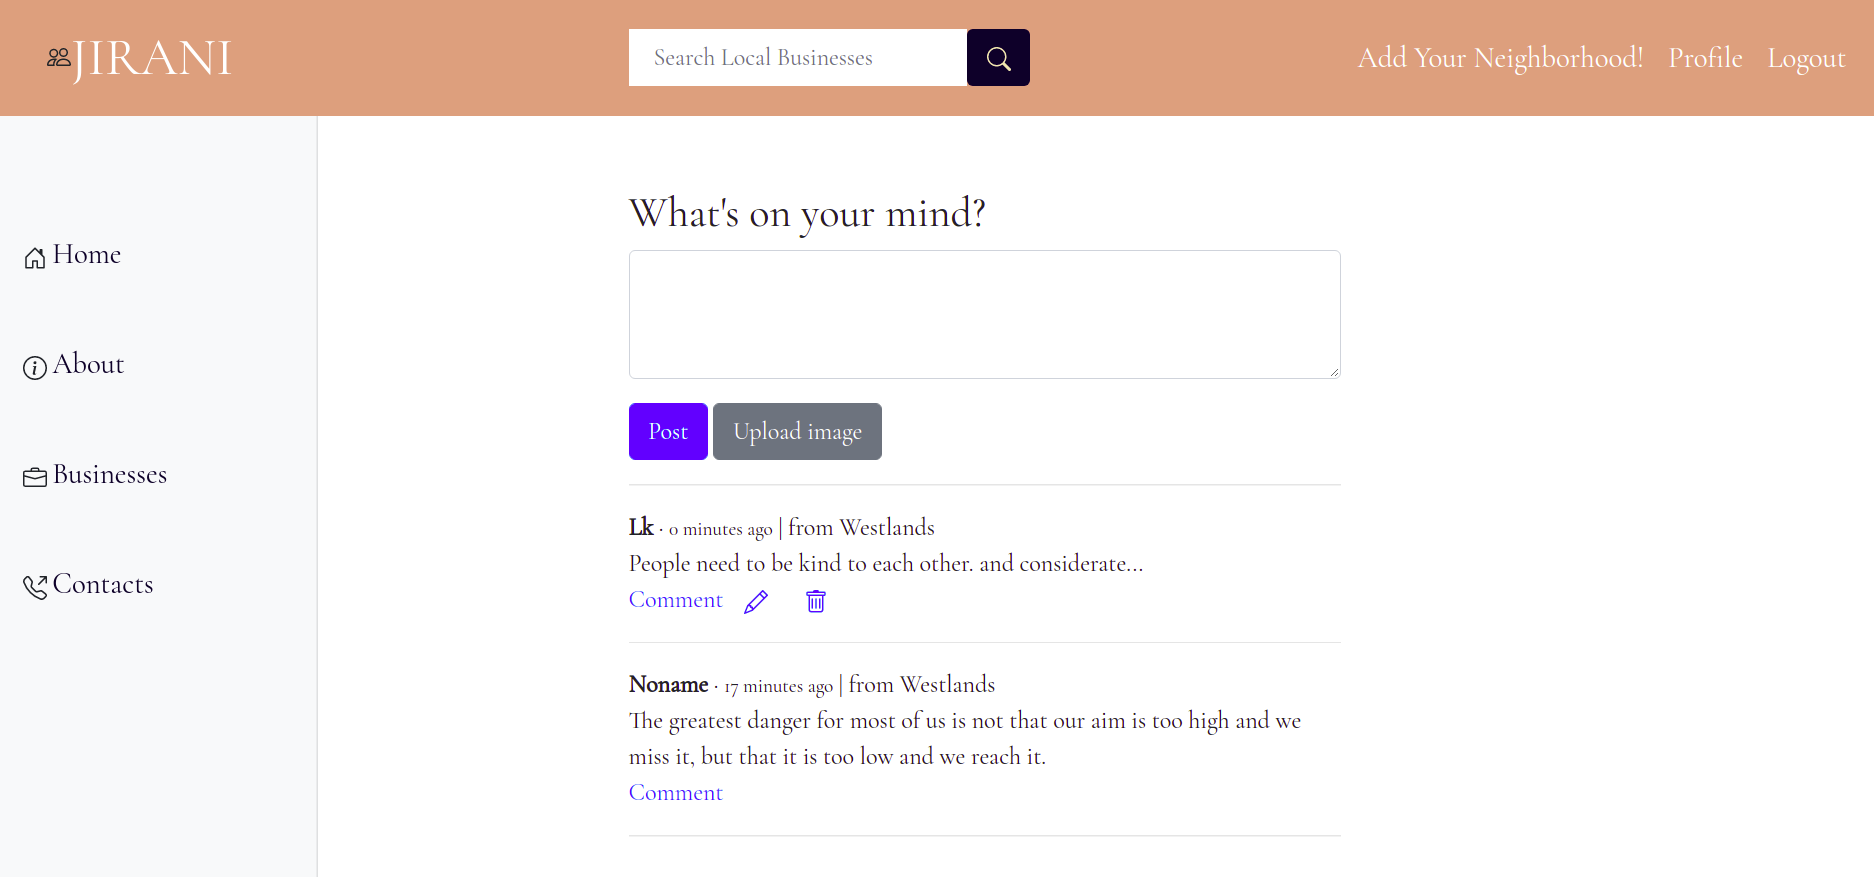 JIRANI
Search Local Businesses
Add Your Neighborhood! Profile Logout
Home
About
Businesses
Contacts
What's on your mind?
Post Upload image
Lk · 0 minutes ago | from Westlands
People need to be kind to each other. and considerate...
Comment
Noname · 17 minutes ago | from Westlands
The greatest danger for most of us is not that our aim is too high and we
miss it, but that it is too low and we reach it.
Comment